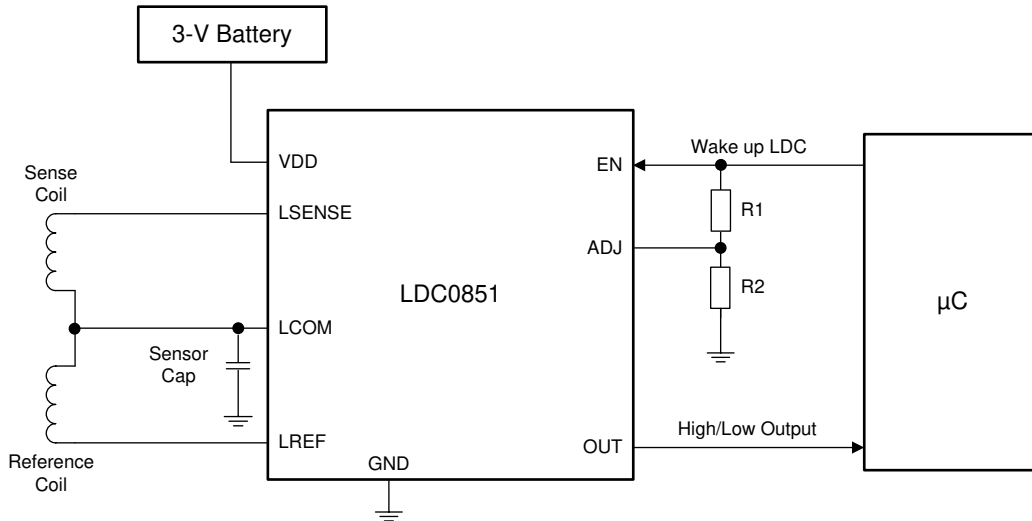 3-V Battery
VDD
Sense
Coil
LSENSE
LCOM
Sensor
Cap
LREF
Reference
Coil
GND
LDC0851
EN
Wake up LDC
R1
ADJ
R2
OUT
High/Low Output
µC